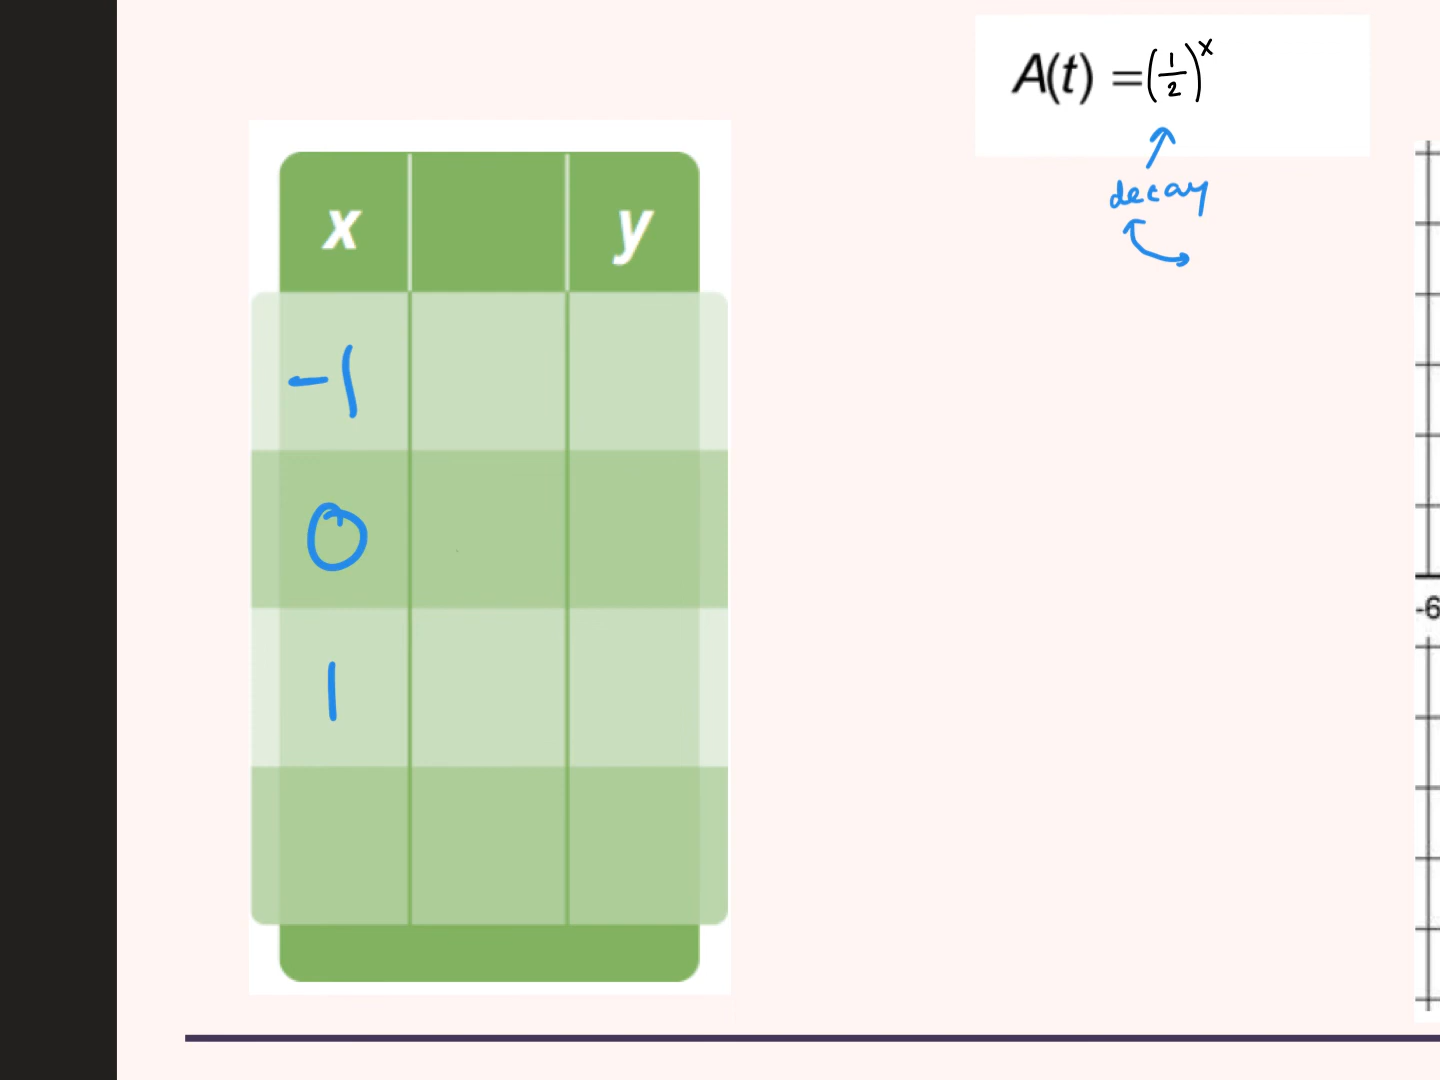 A(t) = (1/2)^x
decay
x y
-1
0
1
-6